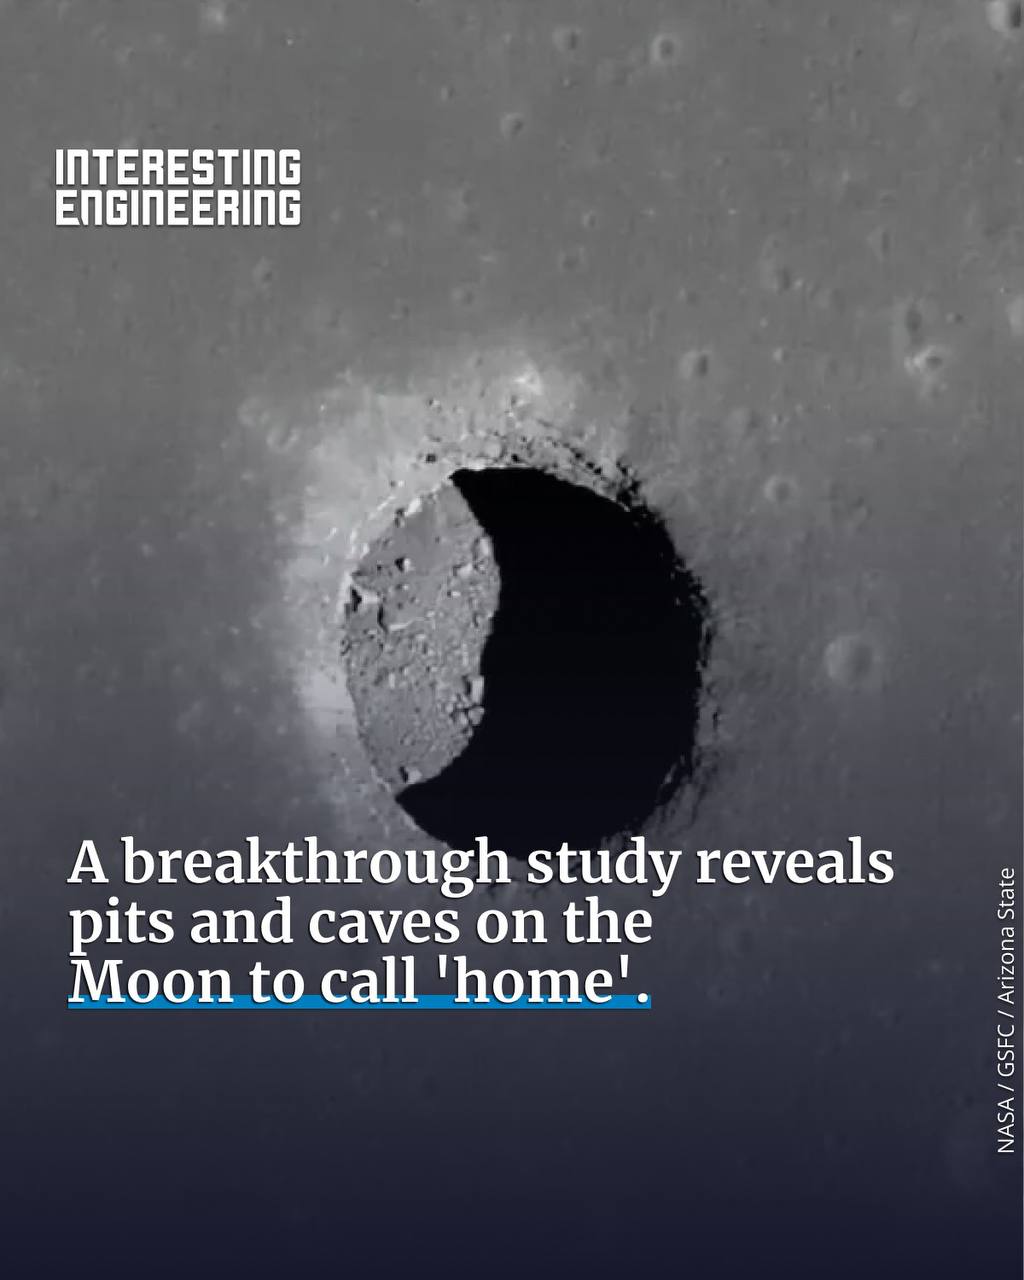 INTERESTING
ENGINEERING
A breakthrough study reveals
pits and caves on the
Moon to call 'home'.
NASA / GSFC / Arizona State